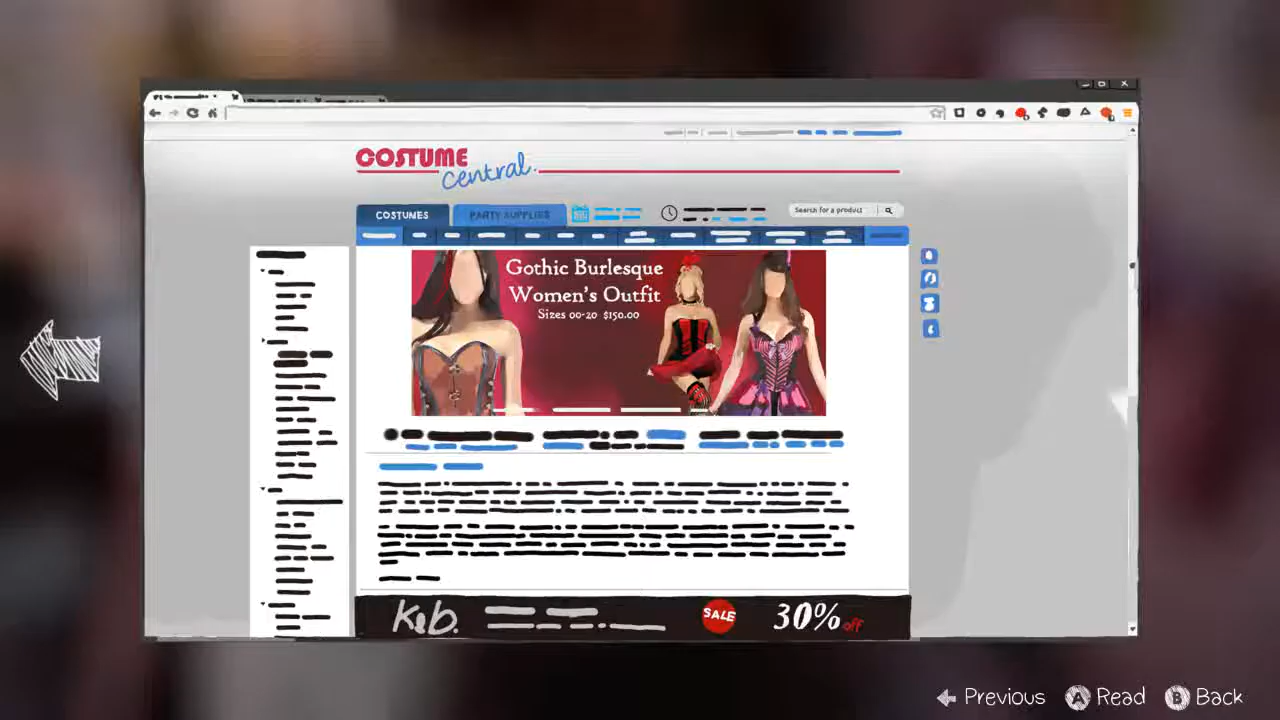 COSTUME
central.
COSTUNES
PARTY SUPPLIES
Search for a product
Gothic Burlesque
Women's Outfit
Sizes 00-20 $150.00
K&b.
SALE
30% off
Previous
A Read
B Back